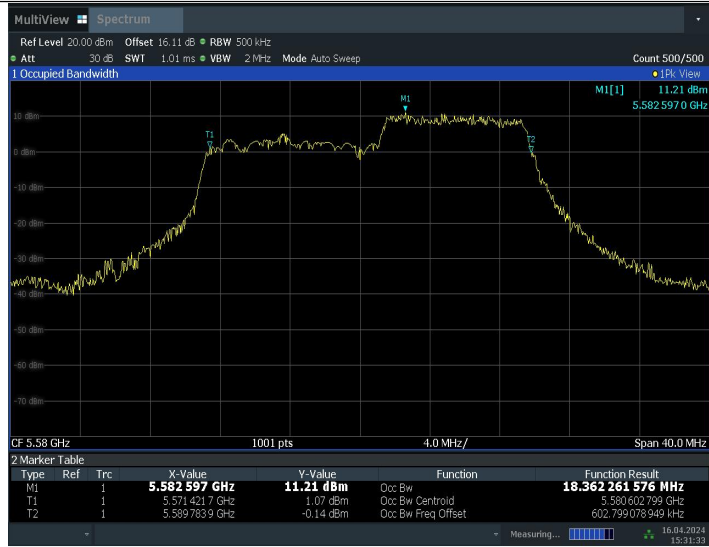 MultiView Spectrum
Ref Level 20.00 dBm Offset 16.11 dB RBW 500 kHz
Att 30 dB SWT 1.01 ms VBW 2 MHz Mode Auto Sweep Count 500/500
1 Occupied Bandwidth 1Pk View
M1[1] 11.21 dBm
5.582 597 0 GHz
M1
10 dBm
T1
T2
0 dBm
-10 dBm
-20 dBm
-30 dBm
-40 dBm
-50 dBm
-60 dBm
-70 dBm
CF 5.58 GHz 1001 pts 4.0 MHz/ Span 40.0 MHz
2 Marker Table
Type Ref Trc X-Value Y-Value Function Function Result
M1 1 5.582 597 GHz 11.21 dBm Occ Bw 18.362 261 576 MHz
T1 1 5.571 421 7 GHz 1.07 dBm Occ Bw Centroid 5.580 602 799 GHz
T2 1 5.589 783 9 GHz -0.14 dBm Occ Bw Freq Offset 602.799 078 949 kHz
Measuring... 16.04.2024
15:31:33